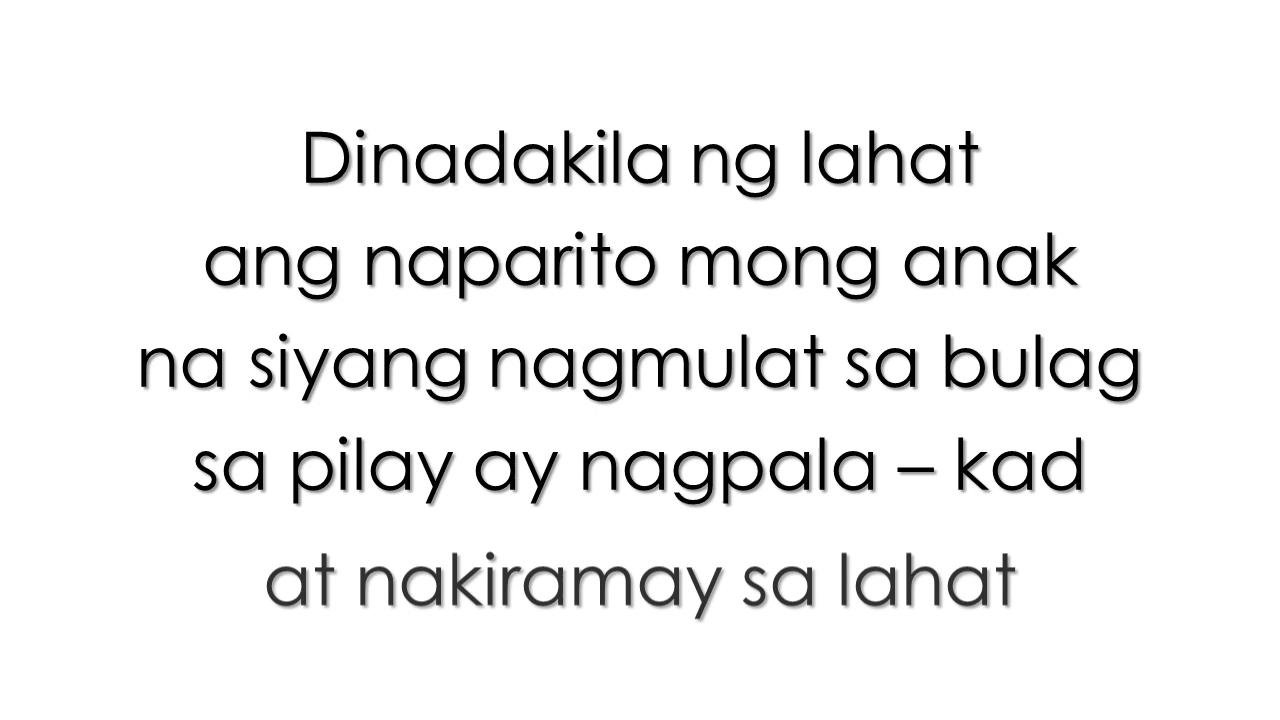 Dinadakila ng lahat
ang naparito mong anak
na siyang nagmulat sa bulag
sa pilay ay nagpala – kad
at nakiramay sa lahat